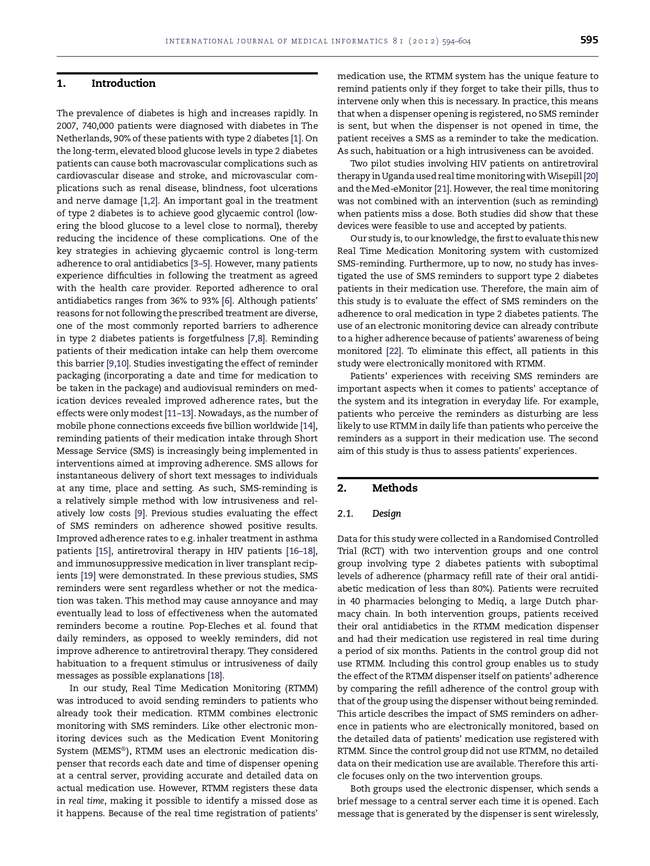 INTERNATIONAL JOURNAL OF MEDICAL INFORMATICS 81 (2012) 594–604
595
1. Introduction
The prevalence of diabetes is high and increases rapidly. In
2007, 740,000 patients were diagnosed with diabetes in The
Netherlands, 90% of these patients with type 2 diabetes [1]. On
the long-term, elevated blood glucose levels in type 2 diabetes
patients can cause both macrovascular complications such as
cardiovascular disease and stroke, and microvascular com-
plications such as renal disease, blindness, foot ulcerations
and nerve damage [1,2]. An important goal in the treatment
of type 2 diabetes is to achieve good glycaemic control (low-
ering the blood glucose to a level close to normal), thereby
reducing the incidence of these complications. One of the
key strategies in achieving glycaemic control is long-term
adherence to oral antidiabetics [3–5]. However, many patients
experience difficulties in following the treatment as agreed
with the health care provider. Reported adherence to oral
antidiabetics ranges from 36% to 93% [6]. Although patients'
reasons for not following the prescribed treatment are diverse,
one of the most commonly reported barriers to adherence
in type 2 diabetes patients is forgetfulness [7,8]. Reminding
patients of their medication intake can help them overcome
this barrier [9,10]. Studies investigating the effect of reminder
packaging (incorporating a date and time for medication to
be taken in the package) and audiovisual reminders on med-
ication devices revealed improved adherence rates, but the
effects were only modest [11–13]. Nowadays, as the number of
mobile phone connections exceeds five billion worldwide [14],
reminding patients of their medication intake through Short
Message Service (SMS) is increasingly being implemented in
interventions aimed at improving adherence. SMS allows for
instantaneous delivery of short text messages to individuals
at any time, place and setting. As such, SMS-reminding is
a relatively simple method with low intrusiveness and rel-
atively low costs [9]. Previous studies evaluating the effect
of SMS reminders on adherence showed positive results.
Improved adherence rates to e.g. inhaler treatment in asthma
patients [15], antiretroviral therapy in HIV patients [16–18],
and immunosuppressive medication in liver transplant recip-
ients [19] were demonstrated. In these previous studies, SMS
reminders were sent regardless whether or not the medica-
tion was taken. This method may cause annoyance and may
eventually lead to loss of effectiveness when the automated
reminders become a routine. Pop-Eleches et al. found that
daily reminders, as opposed to weekly reminders, did not
improve adherence to antiretroviral therapy. They considered
habituation to a frequent stimulus or intrusiveness of daily
messages as possible explanations [18].
In our study, Real Time Medication Monitoring (RTMM)
was introduced to avoid sending reminders to patients who
already took their medication. RTMM combines electronic
monitoring with SMS reminders. Like other electronic mon-
itoring devices such as the Medication Event Monitoring
System (MEMS®), RTMM uses an electronic medication dis-
penser that records each date and time of dispenser opening
at a central server, providing accurate and detailed data on
actual medication use. However, RTMM registers these data
in real time, making it possible to identify a missed dose as
it happens. Because of the real time registration of patients'
medication use, the RTMM system has the unique feature to
remind patients only if they forget to take their pills, thus to
intervene only when this is necessary. In practice, this means
that when a dispenser opening is registered, no SMS reminder
is sent, but when the dispenser is not opened in time, the
patient receives a SMS as a reminder to take the medication.
As such, habituation or a high intrusiveness can be avoided.
Two pilot studies involving HIV patients on antiretroviral
therapy in Uganda used real time monitoring with Wisepill [20]
and the Med-eMonitor [21]. However, the real time monitoring
was not combined with an intervention (such as reminding)
when patients miss a dose. Both studies did show that these
devices were feasible to use and accepted by patients.
Our study is, to our knowledge, the first to evaluate this new
Real Time Medication Monitoring system with customized
SMS-reminding. Furthermore, up to now, no study has inves-
tigated the use of SMS reminders to support type 2 diabetes
patients in their medication use. Therefore, the main aim of
this study is to evaluate the effect of SMS reminders on the
adherence to oral medication in type 2 diabetes patients. The
use of an electronic monitoring device can already contribute
to a higher adherence because of patients' awareness of being
monitored [22]. To eliminate this effect, all patients in this
study were electronically monitored with RTMM.
Patients' experiences with receiving SMS reminders are
important aspects when it comes to patients' acceptance of
the system and its integration in everyday life. For example,
patients who perceive the reminders as disturbing are less
likely to use RTMM in daily life than patients who perceive the
reminders as a support in their medication use. The second
aim of this study is thus to assess patients' experiences.
2. Methods
2.1. Design
Data for this study were collected in a Randomised Controlled
Trial (RCT) with two intervention groups and one control
group involving type 2 diabetes patients with suboptimal
levels of adherence (pharmacy refill rate of their oral antidi-
abetic medication of less than 80%). Patients were recruited
in 40 pharmacies belonging to Mediq, a large Dutch phar-
macy chain. In both intervention groups, patients received
their oral antidiabetics in the RTMM medication dispenser
and had their medication use registered in real time during
a period of six months. Patients in the control group did not
use RTMM. Including this control group enables us to study
the effect of the RTMM dispenser itself on patients' adherence
by comparing the refill adherence of the control group with
that of the group using the dispenser without being reminded.
This article describes the impact of SMS reminders on adher-
ence in patients who are electronically monitored, based on
the detailed data of patients' medication use registered with
RTMM. Since the control group did not use RTMM, no detailed
data on their medication use are available. Therefore this arti-
cle focuses only on the two intervention groups.
Both groups used the electronic dispenser, which sends a
brief message to a central server each time it is opened. Each
message that is generated by the dispenser is sent wirelessly,